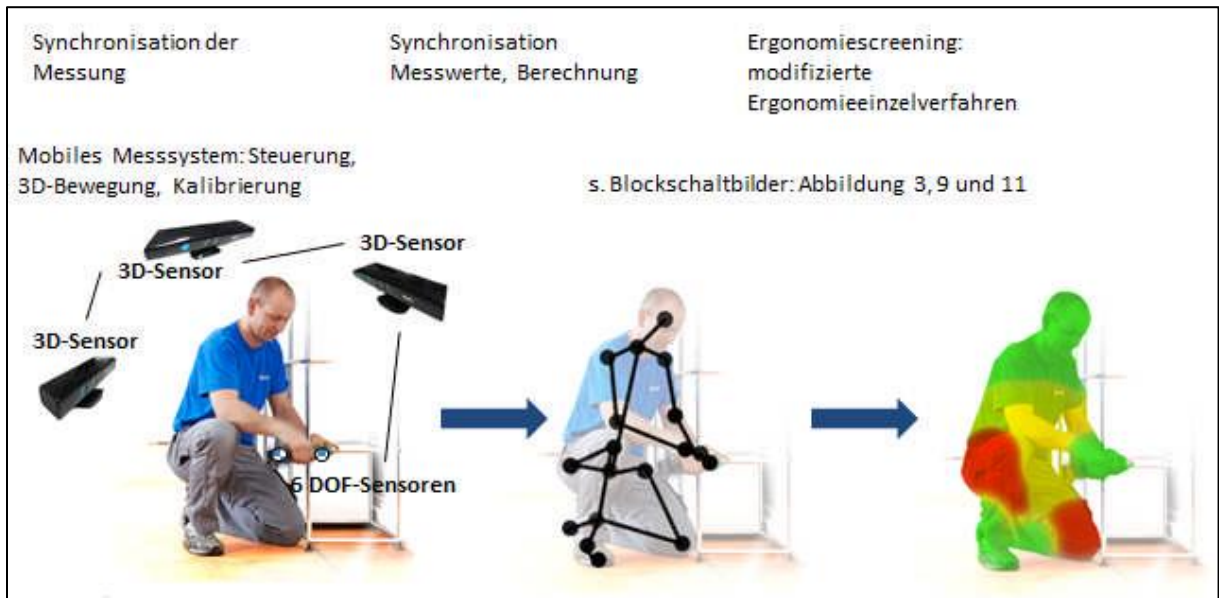 Synchronisation der
Messung
Synchronisation
Messwerte, Berechnung
Ergonomiescreening:
modifizierte
Ergonomieeinzelverfahren
Mobiles Messsystem: Steuerung,
3D-Bewegung, Kalibrierung
s. Blockschaltbilder: Abbildung 3, 9 und 11
3D-Sensor
3D-Sensor
3D-Sensor
6 DOF-Sensoren